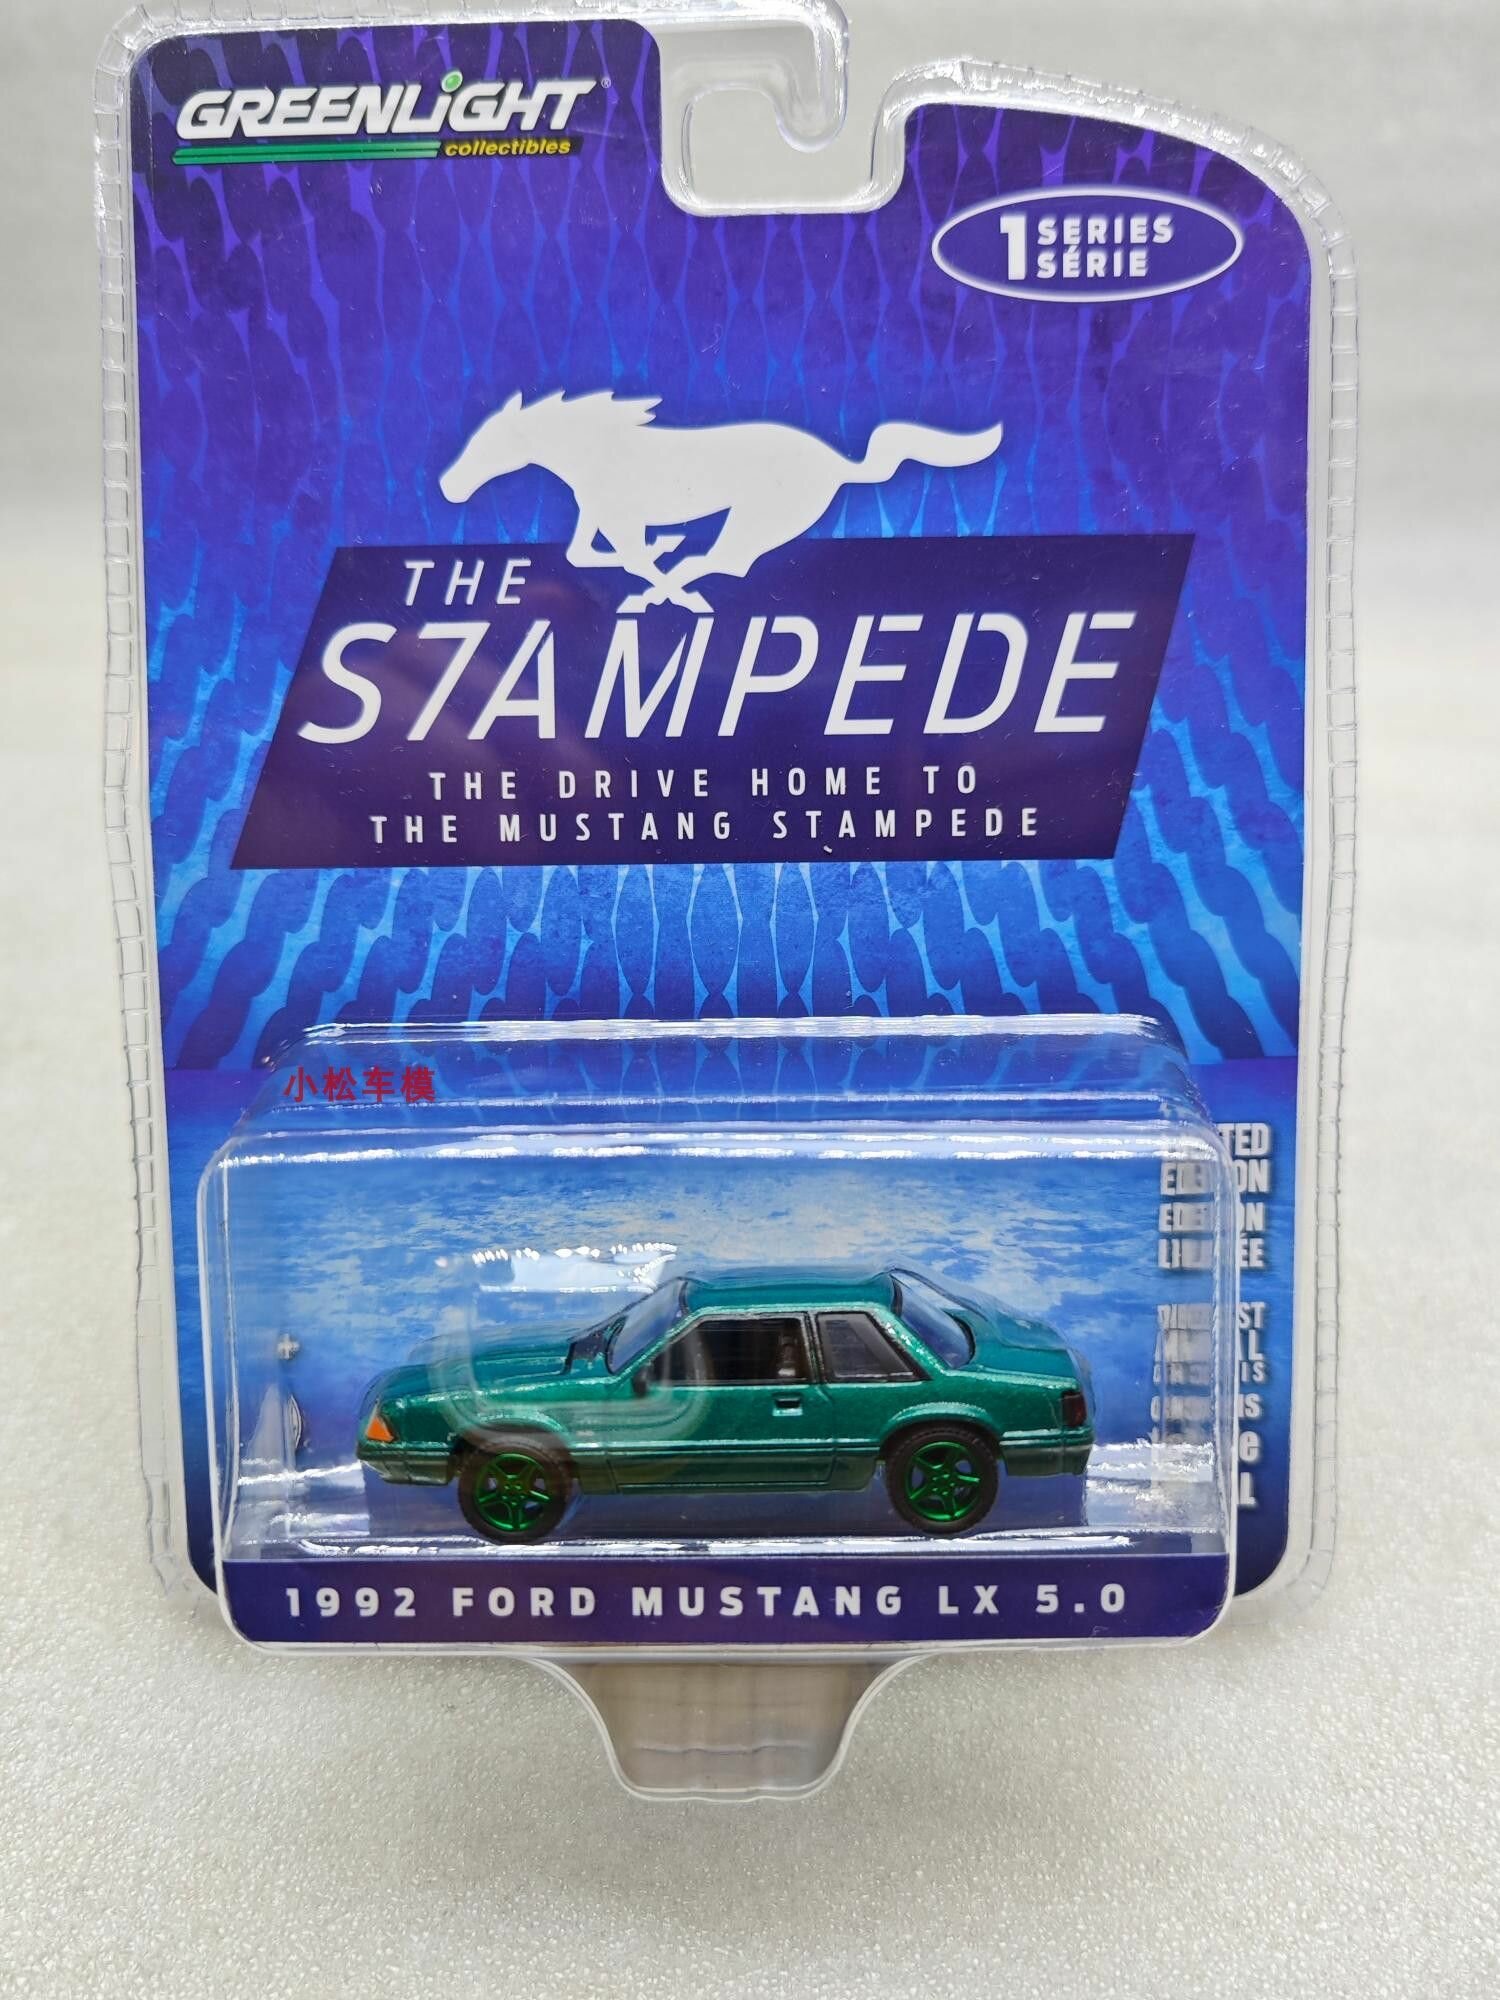 GREENLiGHT®
collectibles
1 SERIES
SÉRIE
THE
S7AMPEDE
THE DRIVE HOME TO
THE MUSTANG STAMPEDE
小松车模
1992 FORD MUSTANG LX 5.0